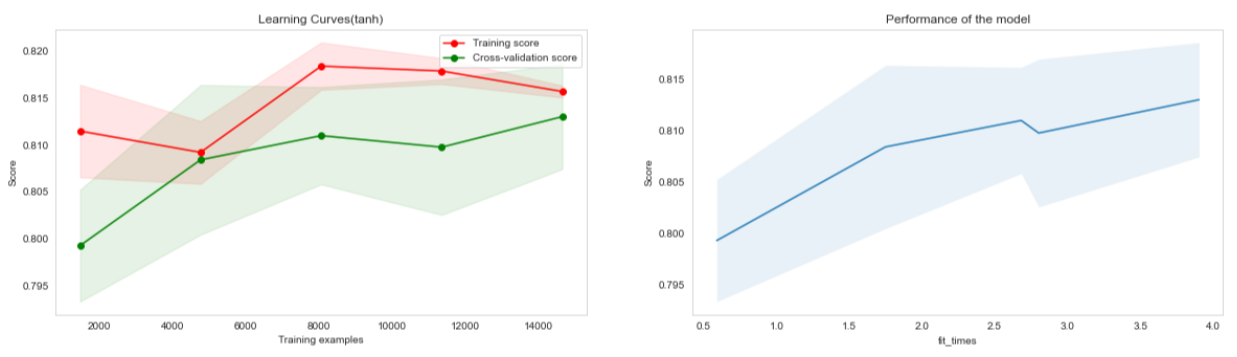 Learning Curves(tanh)
Training score
Cross-validation score
0.820
0.815
0.810
0.805
0.800
0.795
Score
2000 4000 6000 8000 10000 12000 14000
Training examples
Performance of the model
0.815
0.810
0.805
0.800
0.795
Score
0.5 1.0 1.5 2.0 2.5 3.0 3.5 4.0
fit_times